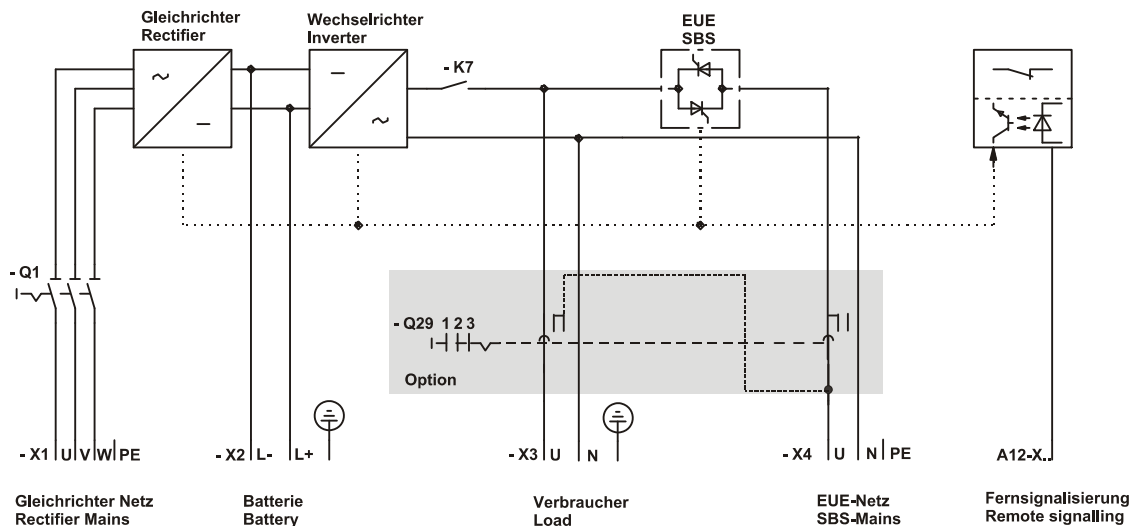 Gleichrichter
Rectifier
Wechselrichter
Inverter
EUE
SBS
- K7
- Q1
- Q29 1 2 3
Option
- X1 U V W PE
- X2 L- L+
- X3 U N
- X4 U N PE
A12-X..
Gleichrichter Netz
Rectifier Mains
Batterie
Battery
Verbraucher
Load
EUE-Netz
SBS-Mains
Fernsignalisierung
Remote signalling